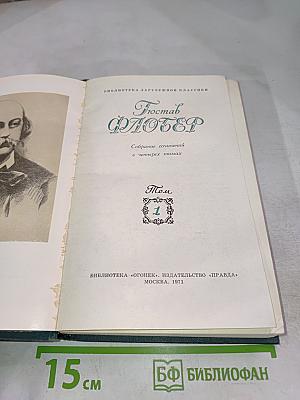 БИБЛИОТЕКА ЗАРУБЕЖНОЙ КЛАССИКИ
Гюстав
ФЛОБЕР
Собрание сочинений
в четырех томах
Том
1
БИБЛИОТЕКА «ОГОНЕК». ИЗДАТЕЛЬСТВО «ПРАВДА»
МОСКВА. 1971
15 см
БФ БИБЛИОФАН